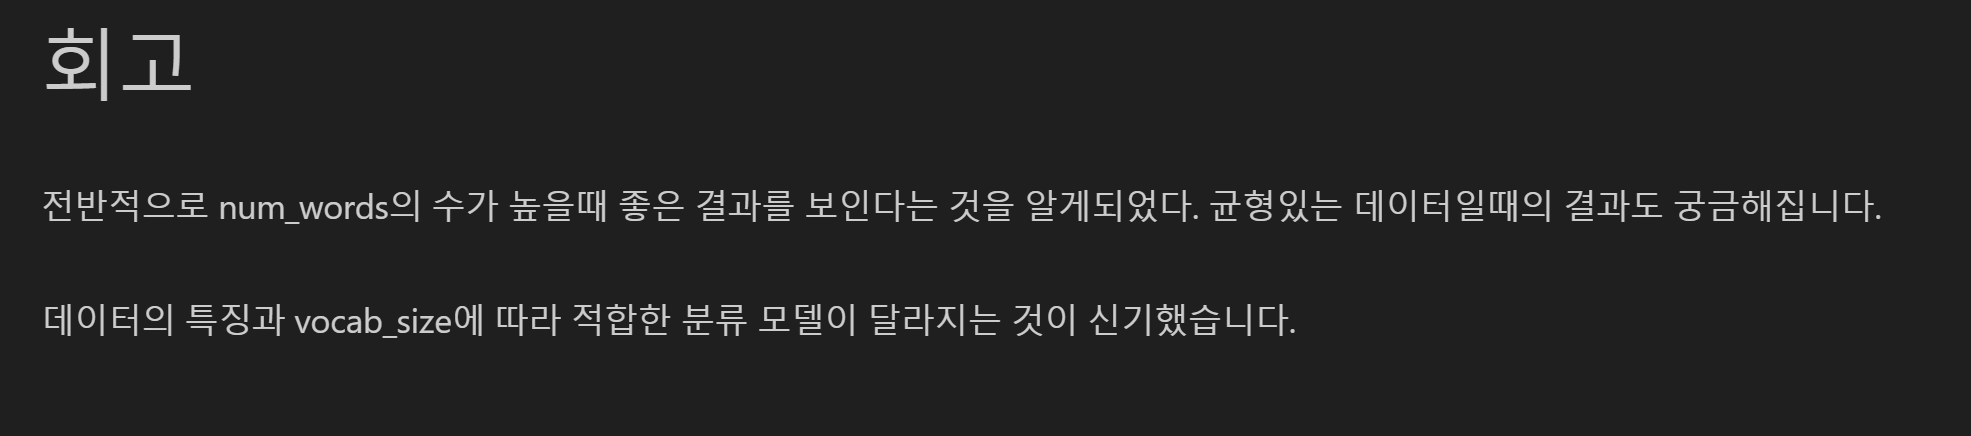 회고
전반적으로 num_words의 수가 높을때 좋은 결과를 보인다는 것을 알게되었다. 균형있는 데이터일때의 결과도 궁금해집니다.
데이터의 특징과 vocab_size에 따라 적합한 분류 모델이 달라지는 것이 신기했습니다.